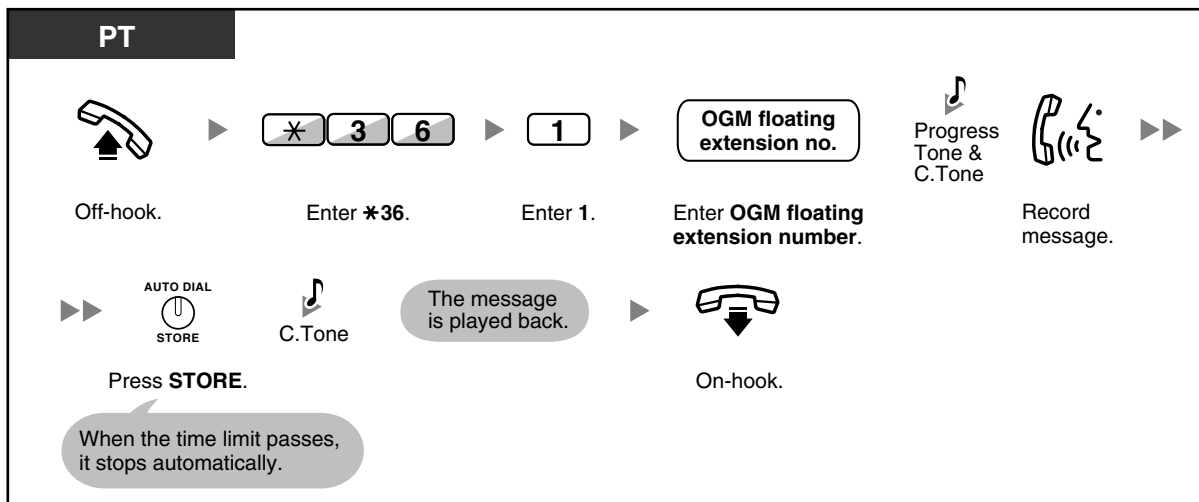 PT
✳ 3 6
1
OGM floating
extension no.
Progress
Tone &
C.Tone
Off-hook.
Enter ✳36.
Enter 1.
Enter OGM floating
extension number.
Record
message.
AUTO DIAL
STORE
C.Tone
The message
is played back.
Press STORE.
On-hook.
When the time limit passes,
it stops automatically.